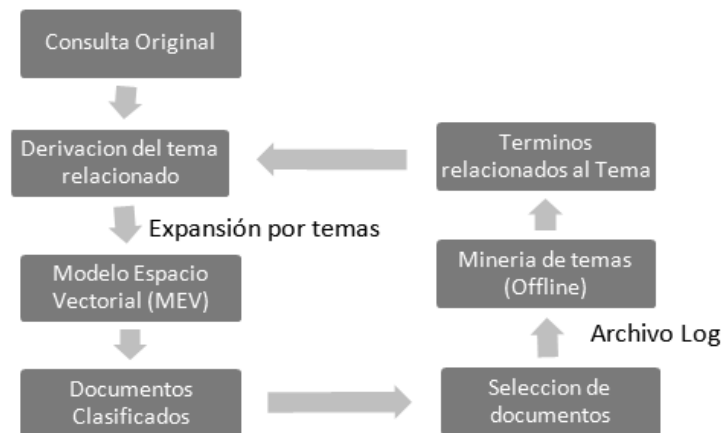 Consulta Original
Derivacion del tema
relacionado
Terminos
relacionados al Tema
Expansión por temas
Modelo Espacio
Vectorial (MEV)
Mineria de temas
(Offline)
Archivo Log
Documentos
Clasificados
Seleccion de
documentos